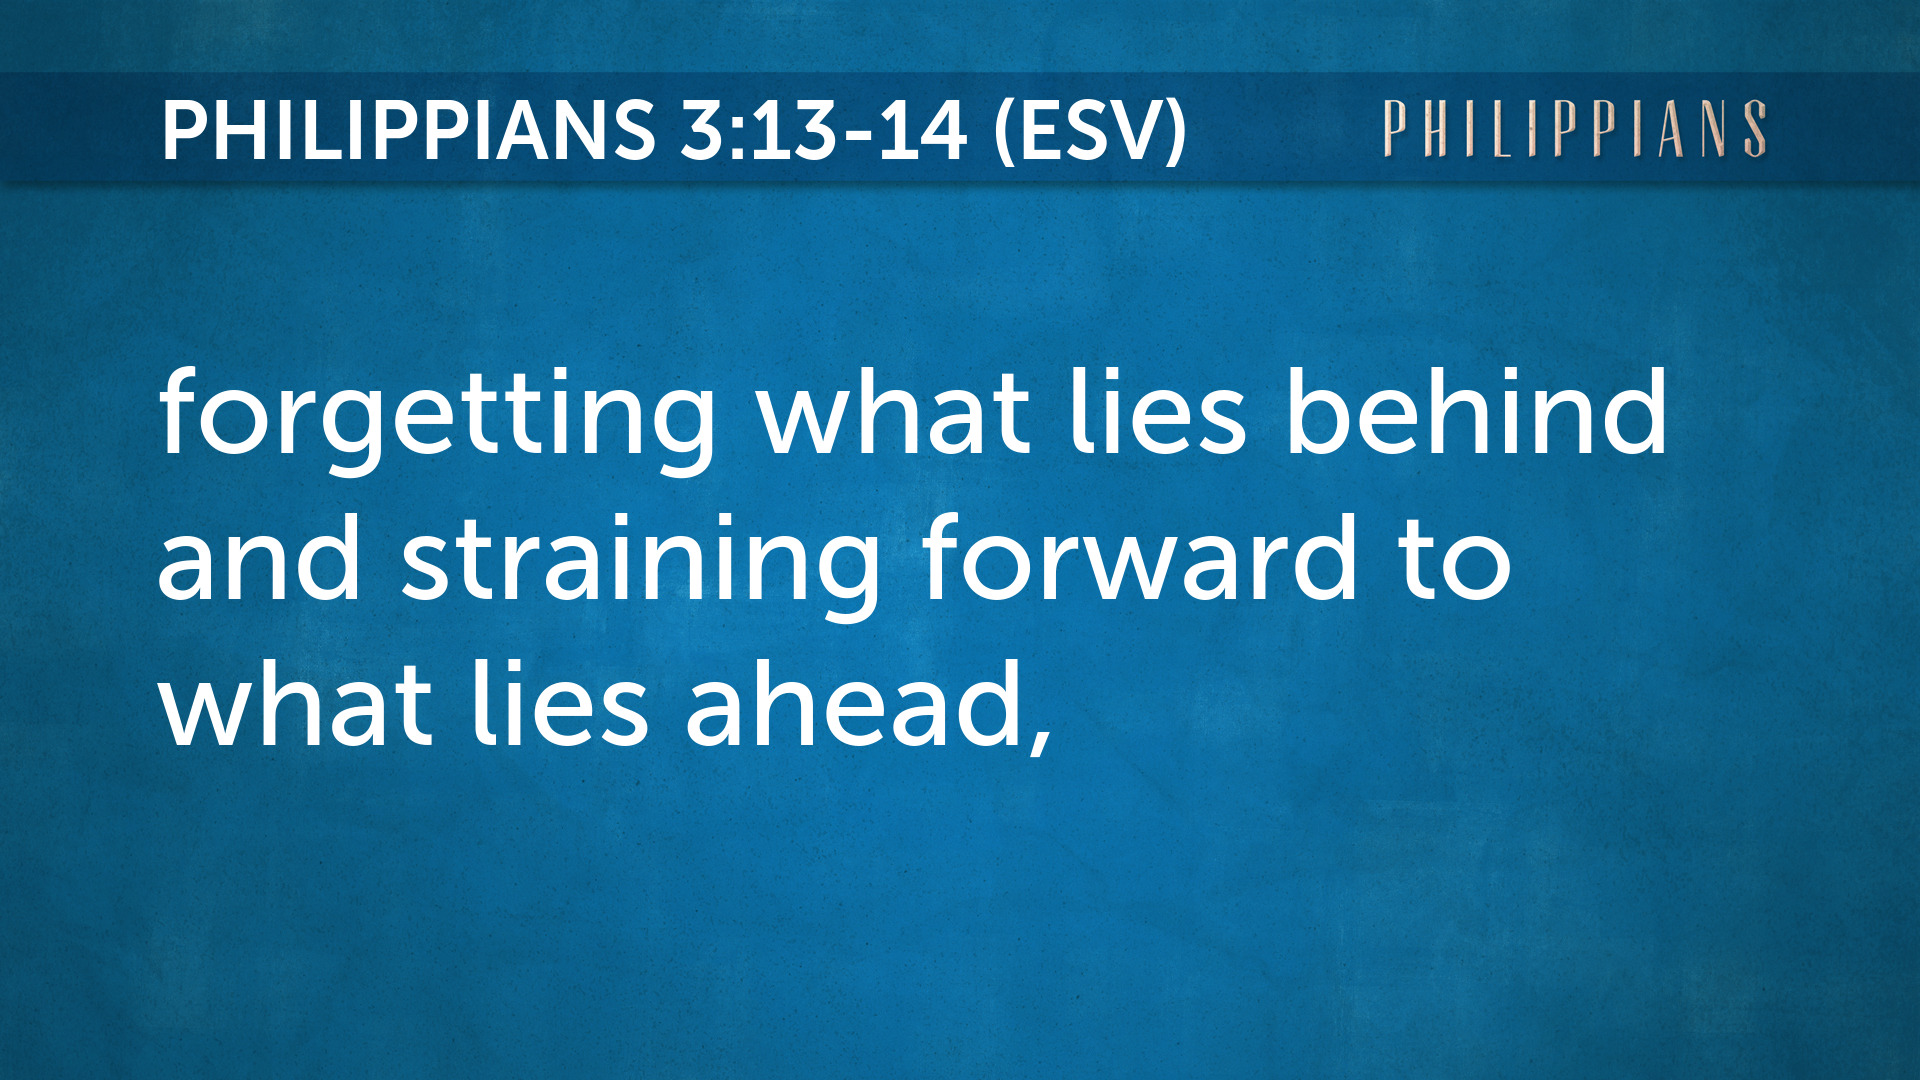 PHILIPPIANS 3:13-14 (ESV)
PHILIPPIANS
forgetting what lies behind
and straining forward to
what lies ahead,